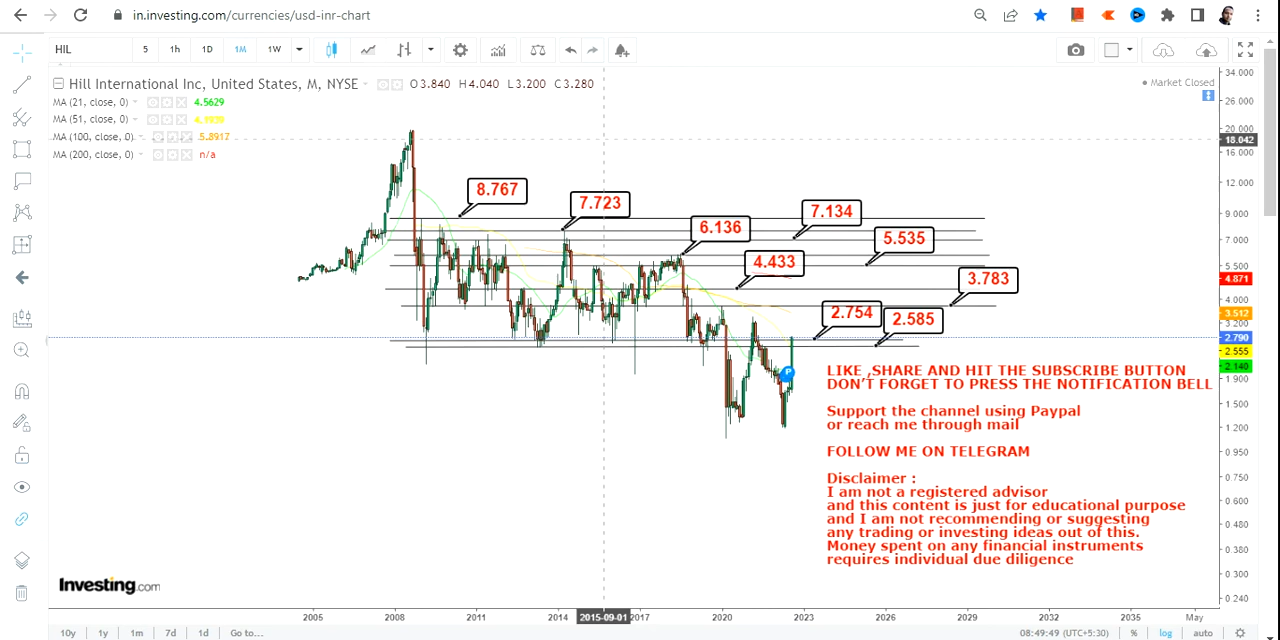 in.investing.com/currencies/usd-inr-chart
HIL 5 1h 1D 1M 1W
Hill International Inc, United States, M, NYSE O3.840 H4.040 L3.200 C3.280
Market Closed
MA (21, close, 0) 4.5629
MA (51, close, 0)
MA (100, close, 0) 5.8917
MA (200, close, 0) n/a
8.767
7.723
7.134
6.136
5.535
4.433
3.783
2.754
2.585
34.000
26.000
20.000
18.042
16.000
12.000
9.000
7.000
5.500
4.871
4.000
3.512
3.200
2.790
2.555
2.140
1.900
1.500
1.200
0.950
0.750
0.600
0.480
0.380
0.300
0.240
P
LIKE ,SHARE AND HIT THE SUBSCRIBE BUTTON
DON'T FORGET TO PRESS THE NOTIFICATION BELL
Support the channel using Paypal
or reach me through mail
FOLLOW ME ON TELEGRAM
Disclaimer :
I am not a registered advisor
and this content is just for educational purpose
and I am not recommending or suggesting
any trading or investing ideas out of this.
Money spent on any financial instruments
requires individual due diligence
Investing.com
2005 2008 2011 2014 2015-09-01 2017 2020 2023 2026 2029 2032 2035 May
10y 1y 1m 7d 1d Go to... 08:49:49 (UTC+5:30) % log auto